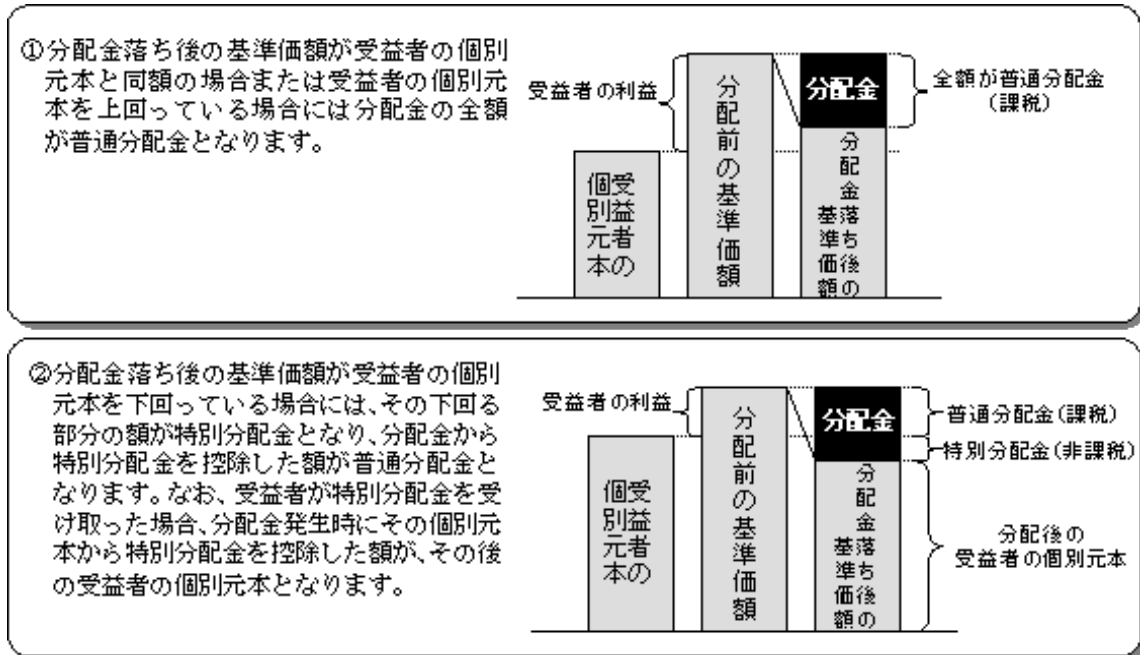 ①分配金落ち後の基準価額が受益者の個別
元本と同額の場合または受益者の個別元
本を上回っている場合には分配金の全額
が普通分配金となります。
受益者の利益
受益者の
個別元本
分配前の基準価額
分配金
分配金落ち後の
基準価額
全額が普通分配金
(課税)
②分配金落ち後の基準価額が受益者の個別
元本を下回っている場合には、その下回る
部分の額が特別分配金となり、分配金から
特別分配金を控除した額が普通分配金と
なります。なお、受益者が特別分配金を受
け取った場合、分配金発生時にその個別元
本から特別分配金を控除した額が、その後
の受益者の個別元本となります。
受益者の利益
受益者の
個別元本
分配前の基準価額
分配金
分配金落ち後の
基準価額
普通分配金(課税)
特別分配金(非課税)
分配後の
受益者の個別元本